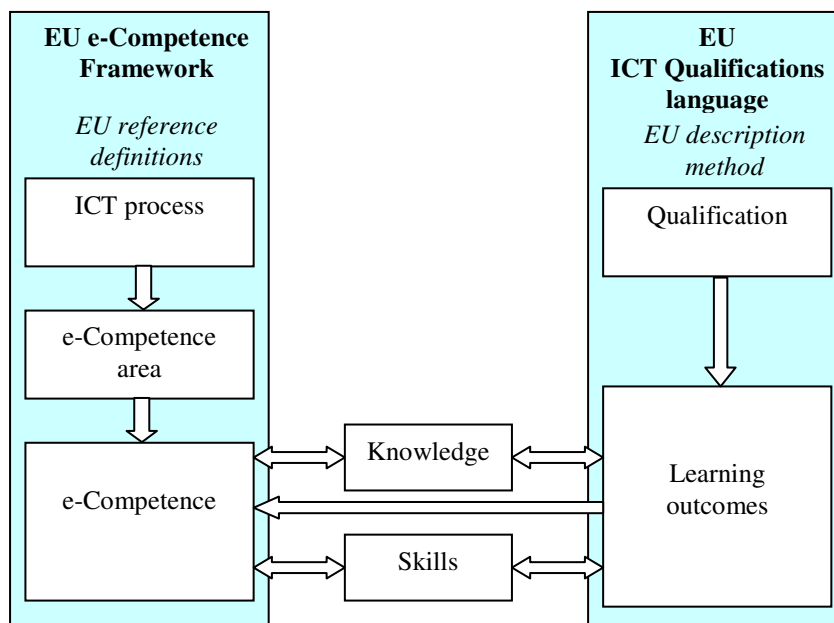 EU e-Competence
Framework
EU reference
definitions
ICT process
e-Competence
area
e-Competence
Knowledge
Skills
EU
ICT Qualifications
language
EU description
method
Qualification
Learning
outcomes